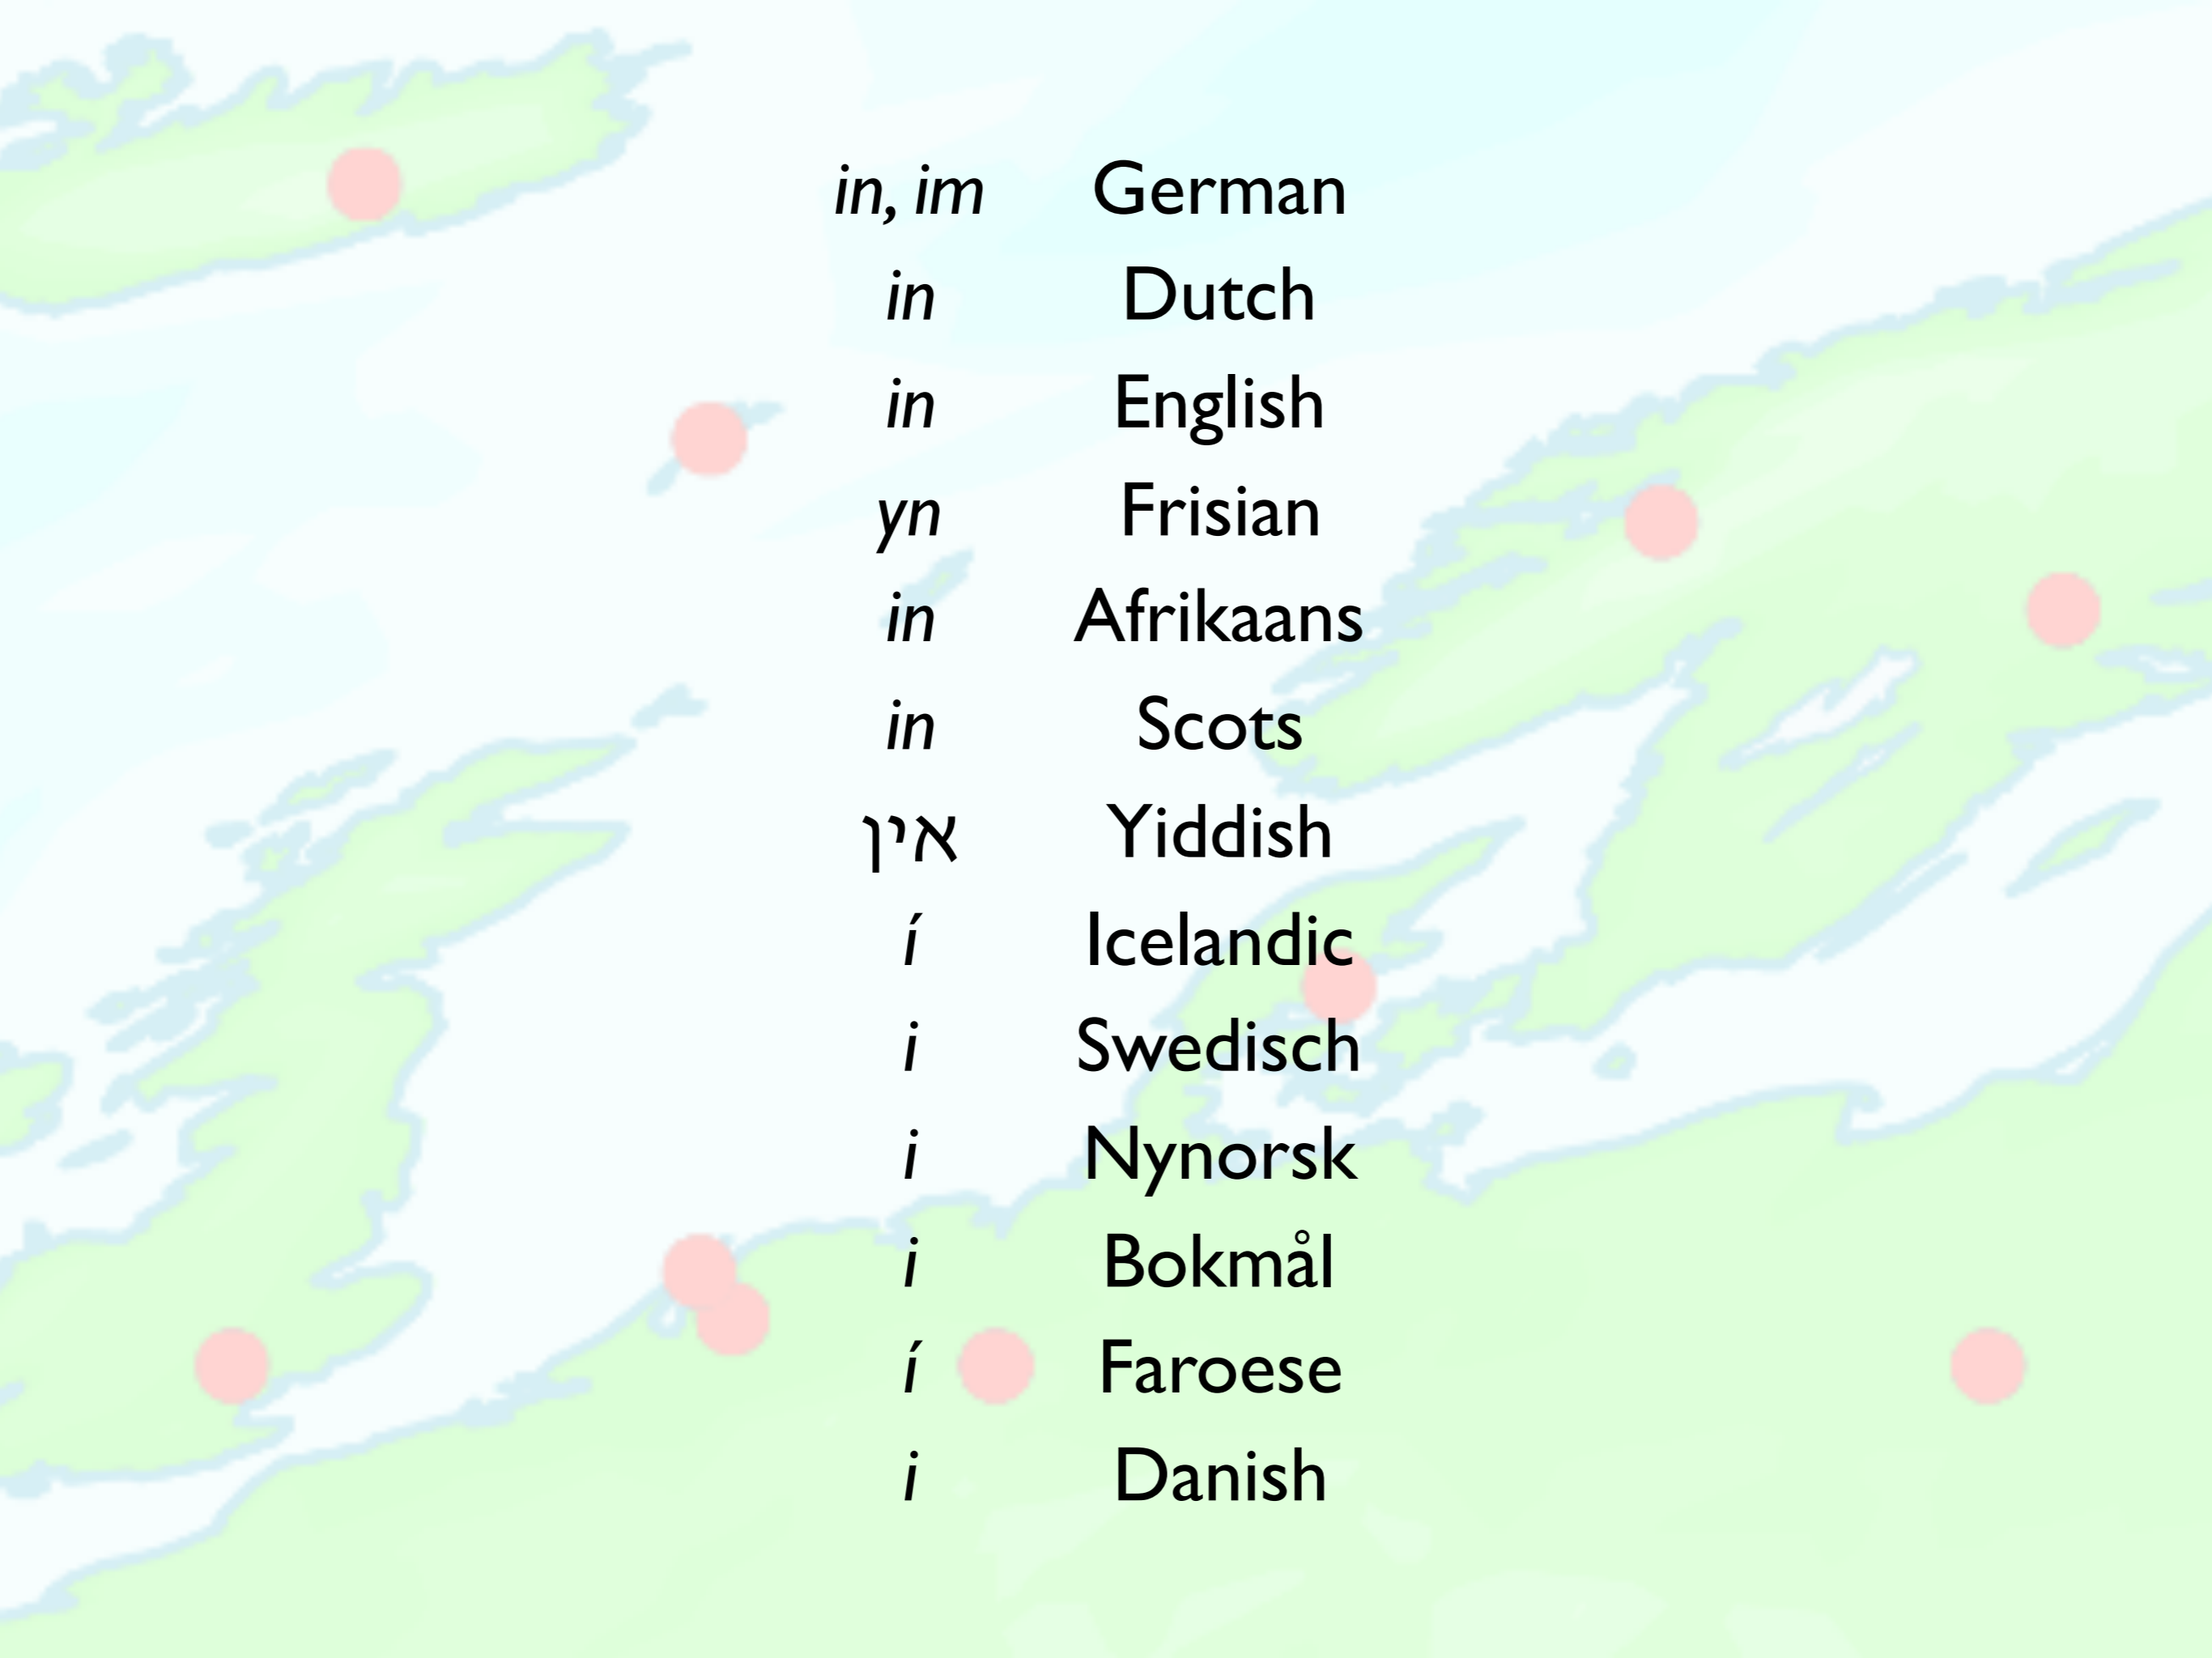 in, im German
in Dutch
in English
yn Frisian
in Afrikaans
in Scots
אין Yiddish
í Icelandic
i Swedisch
i Nynorsk
i Bokmål
í Faroese
i Danish